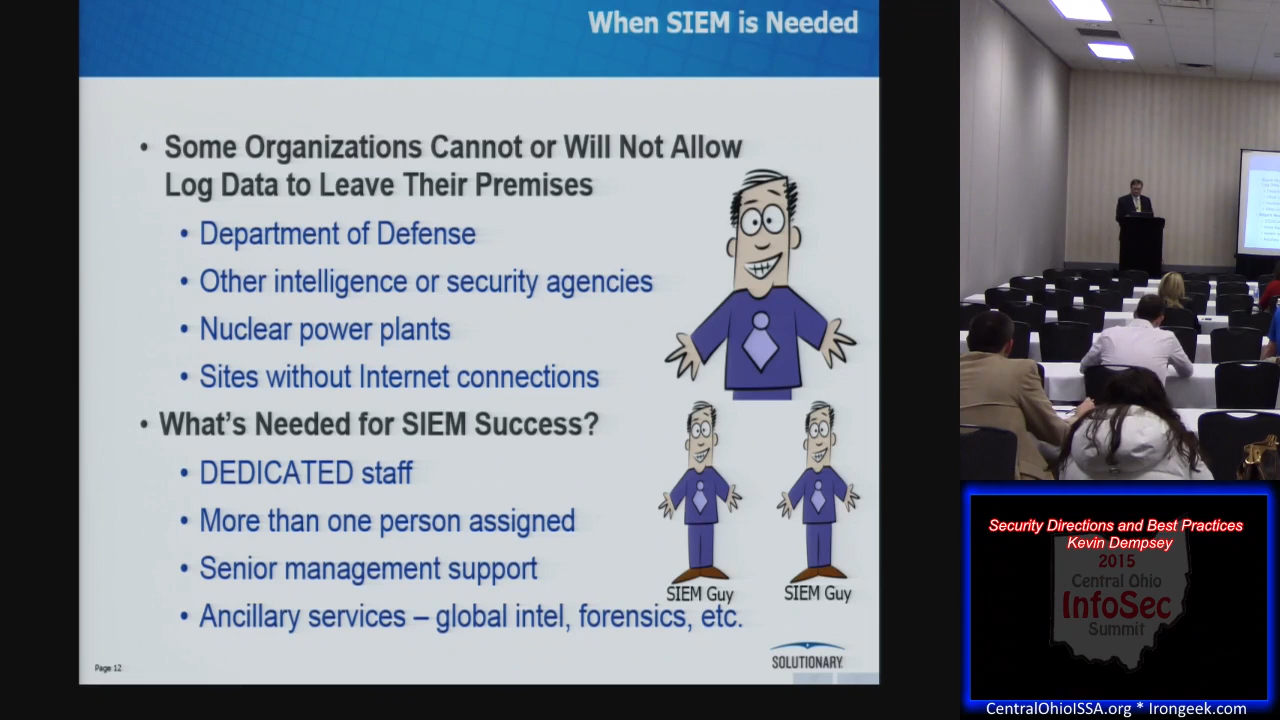 When SIEM is Needed
• Some Organizations Cannot or Will Not Allow
Log Data to Leave Their Premises
• Department of Defense
• Other intelligence or security agencies
• Nuclear power plants
• Sites without Internet connections
• What's Needed for SIEM Success?
• DEDICATED staff
• More than one person assigned
• Senior management support
• Ancillary services – global intel, forensics, etc.
SIEM Guy
SIEM Guy
Page 12
SOLUTIONARY
Security Directions and Best Practices
Kevin Dempsey
2015
Central Ohio
InfoSec
Summit
CentralOhioISSA.org * Irongeek.com